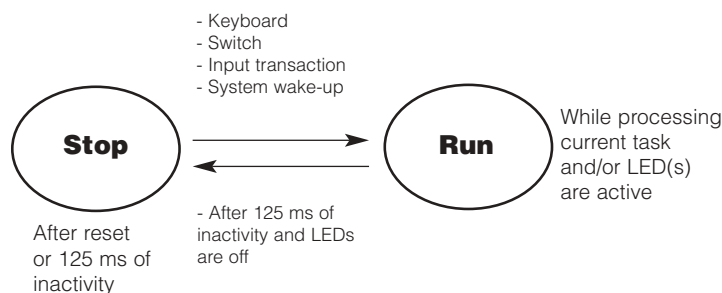 - Keyboard
- Switch
- Input transaction
- System wake-up
Stop
Run
While processing
current task
and/or LED(s)
are active
- After 125 ms of
inactivity and LEDs
are off
After reset
or 125 ms of
inactivity